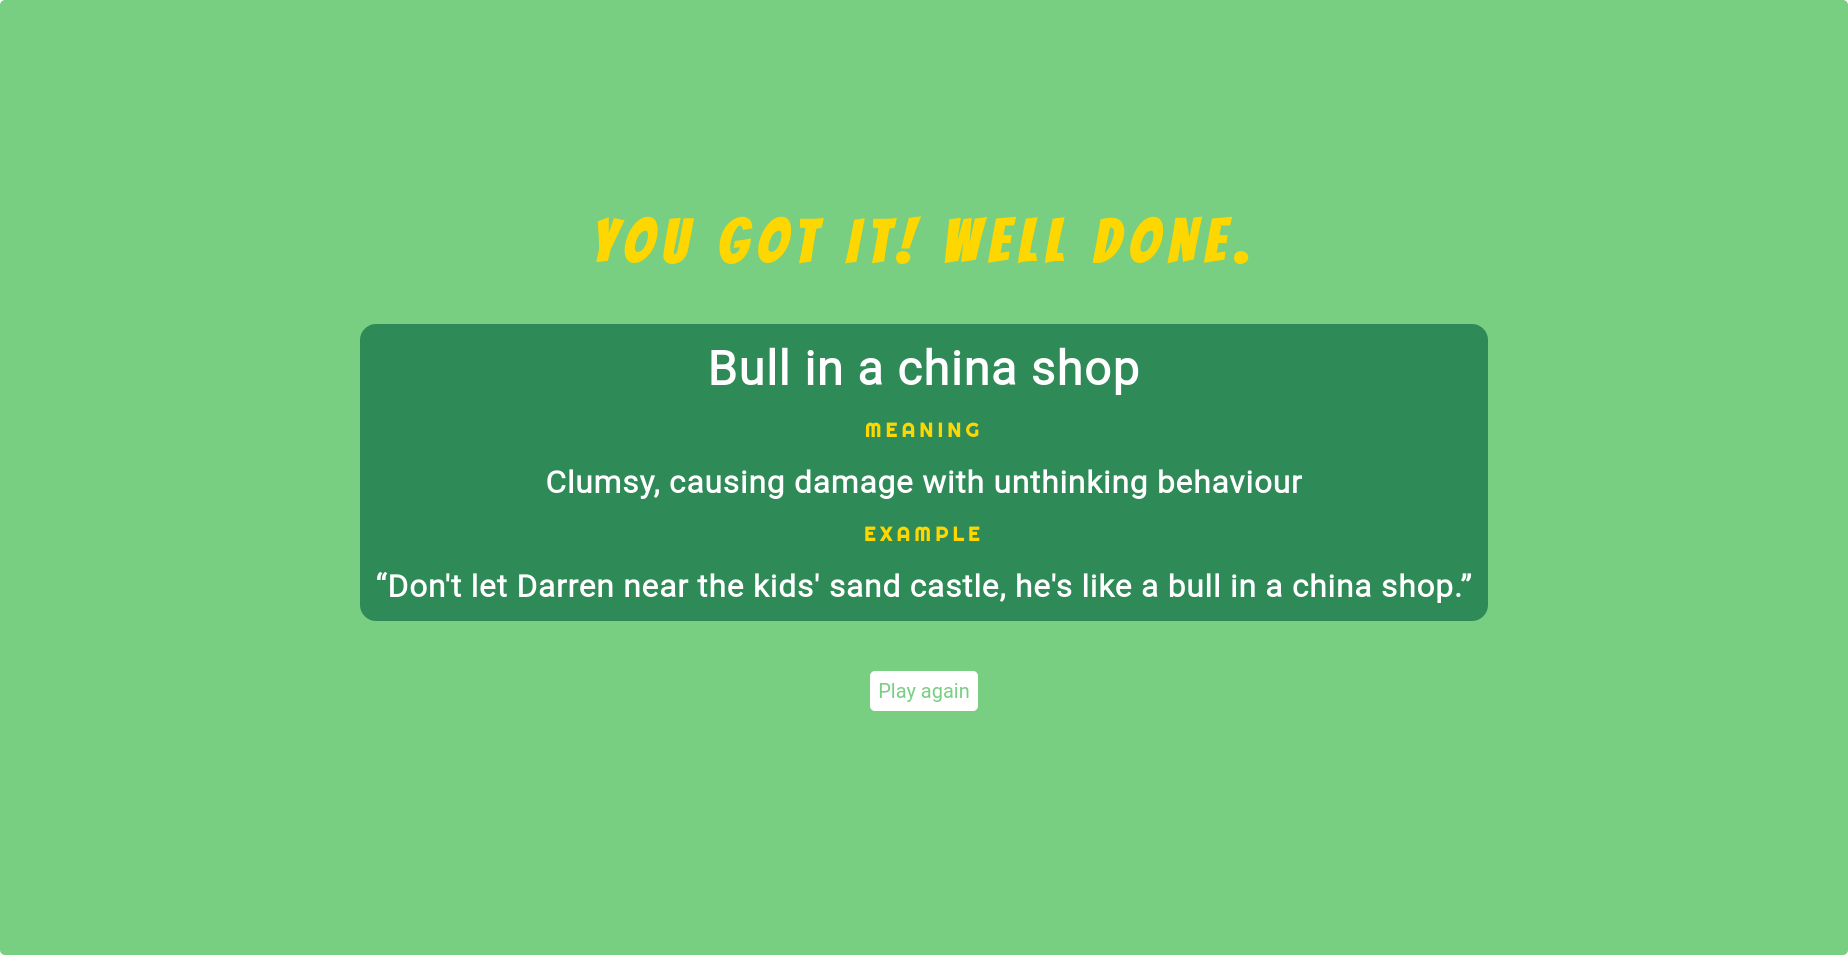 YOU GOT IT! WELL DONE.
Bull in a china shop
MEANING
Clumsy, causing damage with unthinking behaviour
EXAMPLE
“Don't let Darren near the kids' sand castle, he's like a bull in a china shop.”
Play again